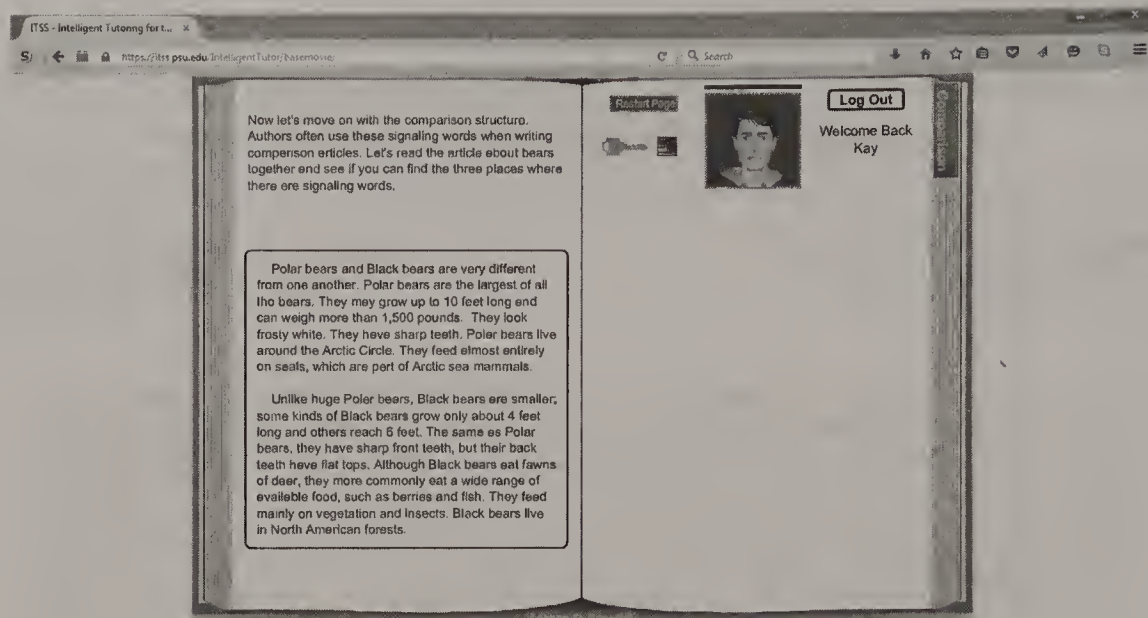 ITSS - Intelligent Tutoring for t... ×
https://itss.psu.edu/IntelligentTutor/basemovie/
Search
Now let's move on with the comparison structure.
Authors often use these signaling words when writing
comparison articles. Let's read the article about bears
together and see if you can find the three places where
there are signaling words.
Polar bears and Black bears are very different
from one another. Polar bears are the largest of all
the bears. They may grow up to 10 feet long and
can weigh more than 1,500 pounds. They look
frosty white. They have sharp teeth. Polar bears live
around the Arctic Circle. They feed almost entirely
on seals, which are part of Arctic sea mammals.
Unlike huge Polar bears, Black bears are smaller;
some kinds of Black bears grow only about 4 feet
long and others reach 6 feet. The same as Polar
bears, they have sharp front teeth, but their back
teeth have flat tops. Although Black bears eat fawns
of deer, they more commonly eat a wide range of
available food, such as berries and fish. They feed
mainly on vegetation and insects. Black bears live
in North American forests.
Restart Page
Log Out
Welcome Back
Kay
Comparison